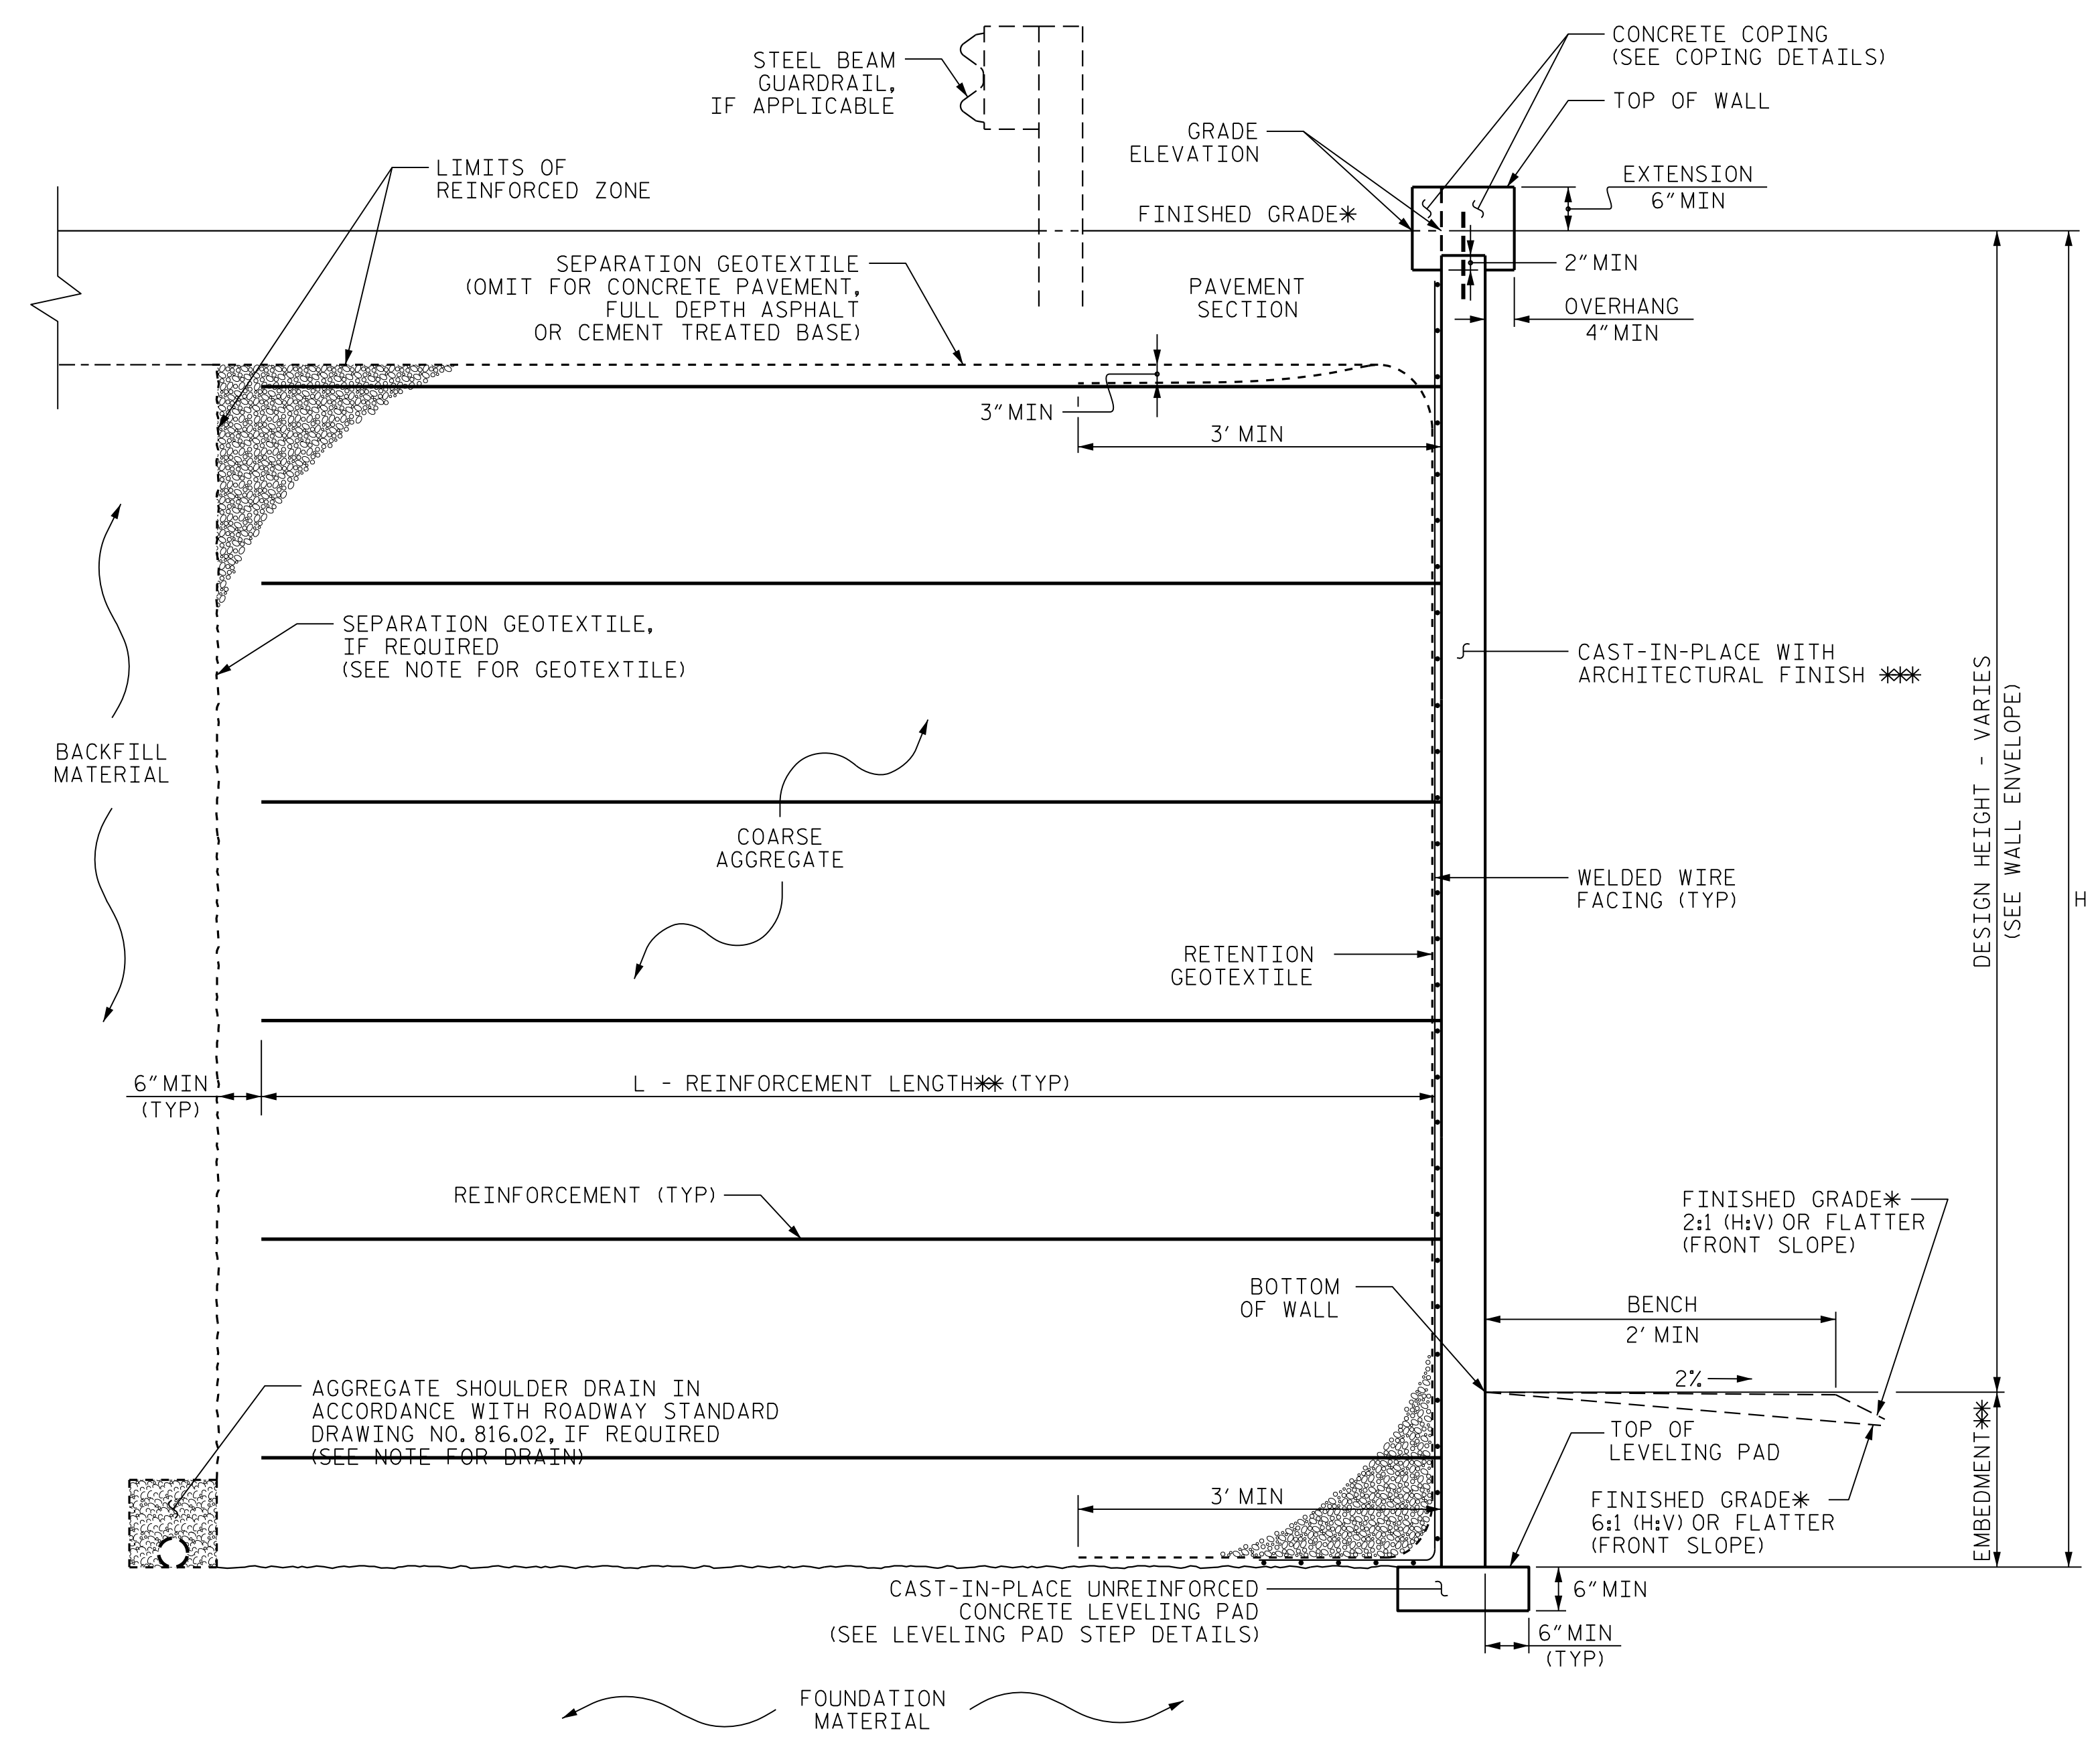 CONCRETE COPING
(SEE COPING DETAILS)
STEEL BEAM
GUARDRAIL,
IF APPLICABLE
TOP OF WALL
GRADE
ELEVATION
LIMITS OF
REINFORCED ZONE
EXTENSION
6" MIN
FINISHED GRADE*
SEPARATION GEOTEXTILE
(OMIT FOR CONCRETE PAVEMENT,
FULL DEPTH ASPHALT
OR CEMENT TREATED BASE)
2" MIN
PAVEMENT
SECTION
OVERHANG
4" MIN
3" MIN
3' MIN
SEPARATION GEOTEXTILE,
IF REQUIRED
(SEE NOTE FOR GEOTEXTILE)
CAST-IN-PLACE WITH
ARCHITECTURAL FINISH ***
DESIGN HEIGHT - VARIES
(SEE WALL ENVELOPE)
BACKFILL
MATERIAL
COARSE
AGGREGATE
WELDED WIRE
FACING (TYP)
H
RETENTION
GEOTEXTILE
6" MIN
(TYP)
L - REINFORCEMENT LENGTH** (TYP)
REINFORCEMENT (TYP)
FINISHED GRADE*
2:1 (H:V) OR FLATTER
(FRONT SLOPE)
BOTTOM
OF WALL
BENCH
2' MIN
2%
AGGREGATE SHOULDER DRAIN IN
ACCORDANCE WITH ROADWAY STANDARD
DRAWING NO. 816.02, IF REQUIRED
(SEE NOTE FOR DRAIN)
TOP OF
LEVELING PAD
EMBEDMENT**
3' MIN
FINISHED GRADE*
6:1 (H:V) OR FLATTER
(FRONT SLOPE)
CAST-IN-PLACE UNREINFORCED
CONCRETE LEVELING PAD
(SEE LEVELING PAD STEP DETAILS)
6" MIN
6" MIN
(TYP)
FOUNDATION
MATERIAL